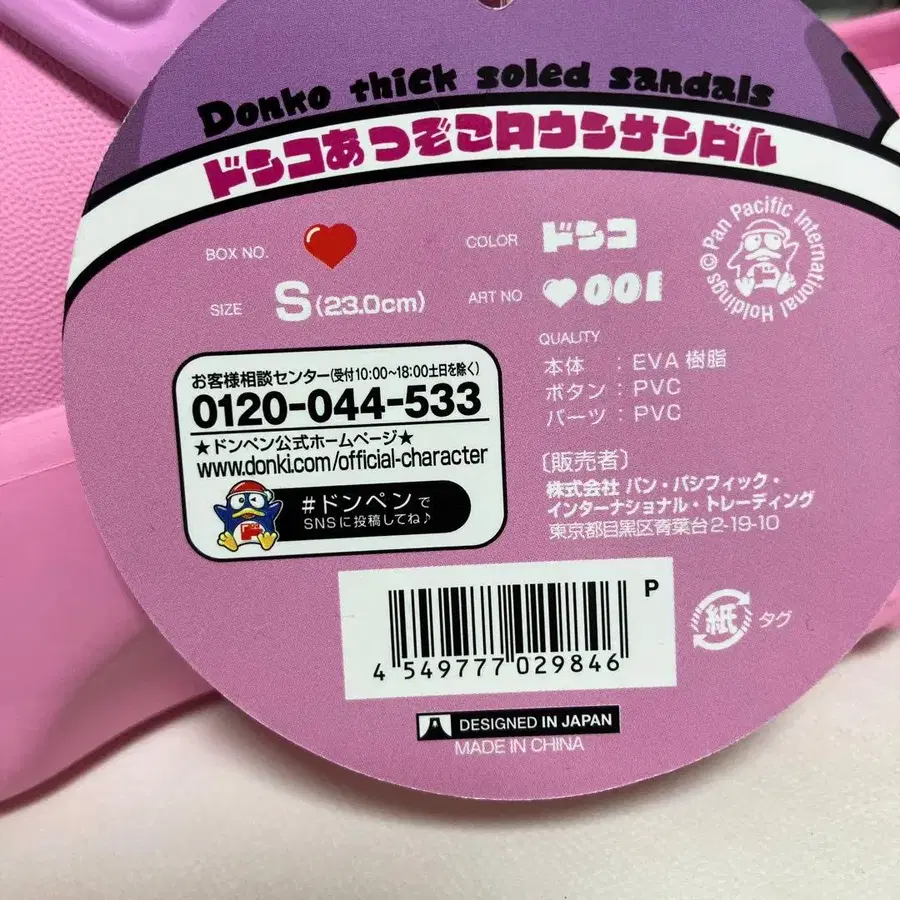 Donko thick soled sandals
ドンコあつぞこタウンサンダル
BOX NO.
SIZE S(23.0cm)
COLOR ドンコ
ART NO ♥001
©Pan Pacific International Holdings
QUALITY
本体 : EVA 樹脂
ボタン : PVC
パーツ : PVC
お客様相談センター(受付10:00~18:00土日を除く)
0120-044-533
★ドンペン公式ホームページ★
www.donki.com/official-character
#ドンペンで
SNSに投稿してね♪
〔販売者〕
株式会社 パン・パシフィック・
インターナショナル・トレーディング
東京都目黒区青葉台2-19-10
P
4 549777 029846
紙 タグ
DESIGNED IN JAPAN
MADE IN CHINA